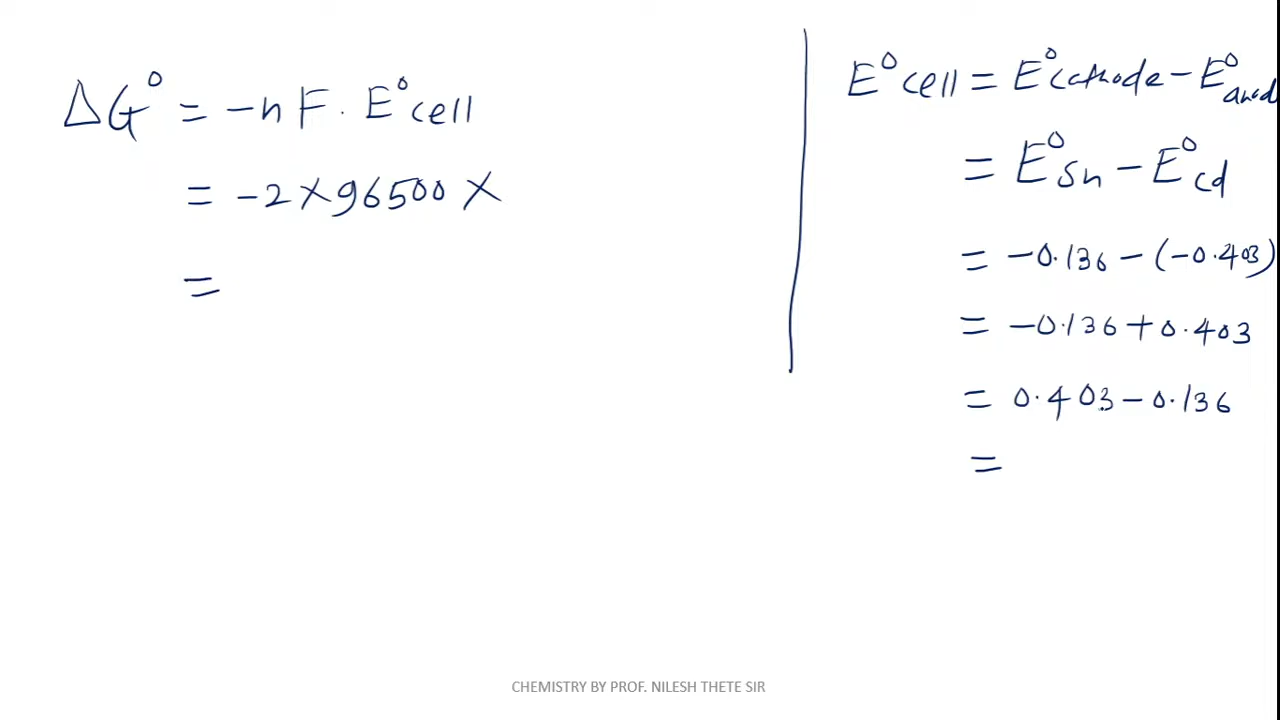 ΔG° = -nF. E°cell
= -2×96500×
=
E°cell = E°cathode - E°anod
= E°Sn - E°cd
= -0.136 - (-0.403)
= -0.136 + 0.403
= 0.403 - 0.136
=
CHEMISTRY BY PROF. NILESH THETE SIR